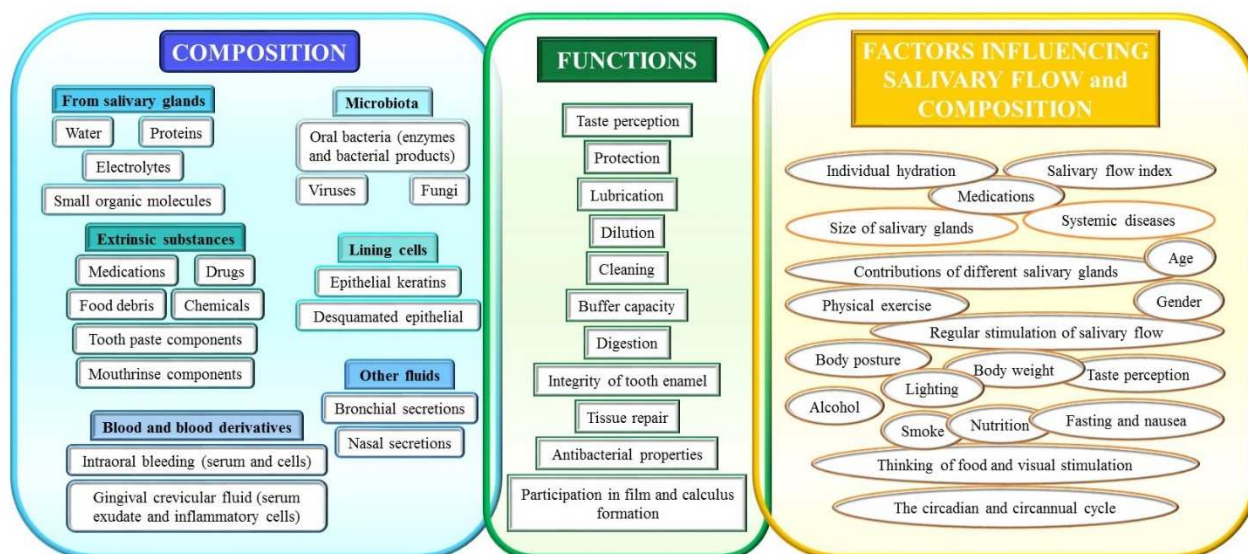 COMPOSITION
From salivary glands
Water
Proteins
Electrolytes
Small organic molecules
Extrinsic substances
Medications
Drugs
Food debris
Chemicals
Tooth paste components
Mouthrinse components
Blood and blood derivatives
Intraoral bleeding (serum and cells)
Gingival crevicular fluid (serum
exudate and inflammatory cells)
Microbiota
Oral bacteria (enzymes
and bacterial products)
Viruses
Fungi
Lining cells
Epithelial keratins
Desquamated epithelial
Other fluids
Bronchial secretions
Nasal secretions
FUNCTIONS
Taste perception
Protection
Lubrication
Dilution
Cleaning
Buffer capacity
Digestion
Integrity of tooth enamel
Tissue repair
Antibacterial properties
Participation in film and calculus
formation
FACTORS INFLUENCING
SALIVARY FLOW and
COMPOSITION
Individual hydration
Salivary flow index
Medications
Size of salivary glands
Systemic diseases
Age
Contributions of different salivary glands
Physical exercise
Gender
Regular stimulation of salivary flow
Body posture
Body weight
Taste perception
Lighting
Alcohol
Smoke
Nutrition
Fasting and nausea
Thinking of food and visual stimulation
The circadian and circannual cycle